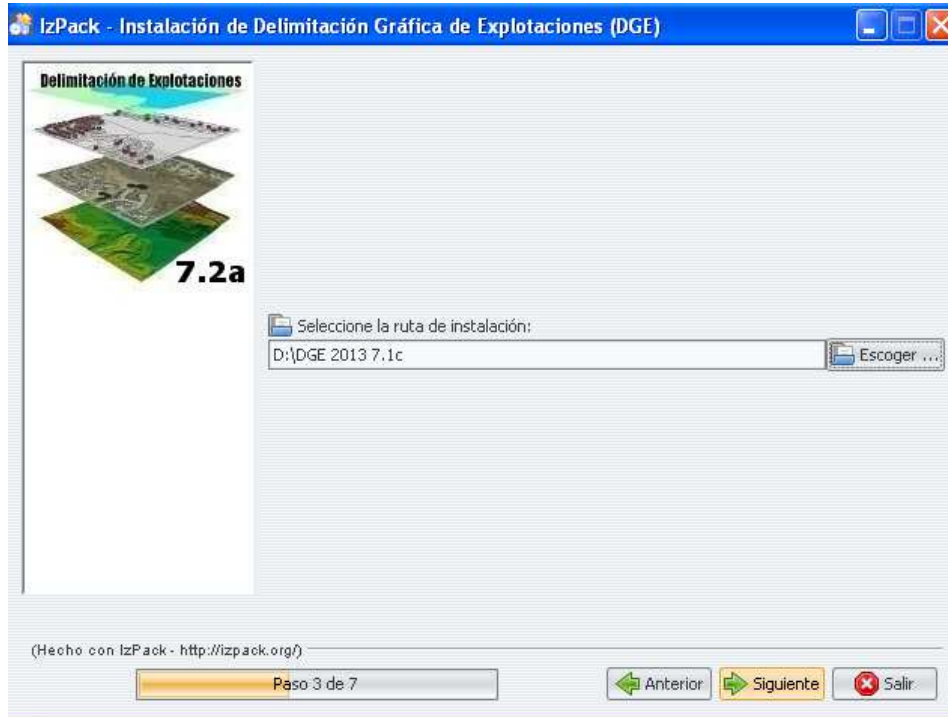 IzPack - Instalación de Delimitación Gráfica de Explotaciones (DGE)
Delimitación de Explotaciones
7.2a
Seleccione la ruta de instalación:
D:\DGE 2013 7.1c
Escoger ...
(Hecho con IzPack - http://izpack.org/)
Paso 3 de 7
Anterior
Siguiente
Salir